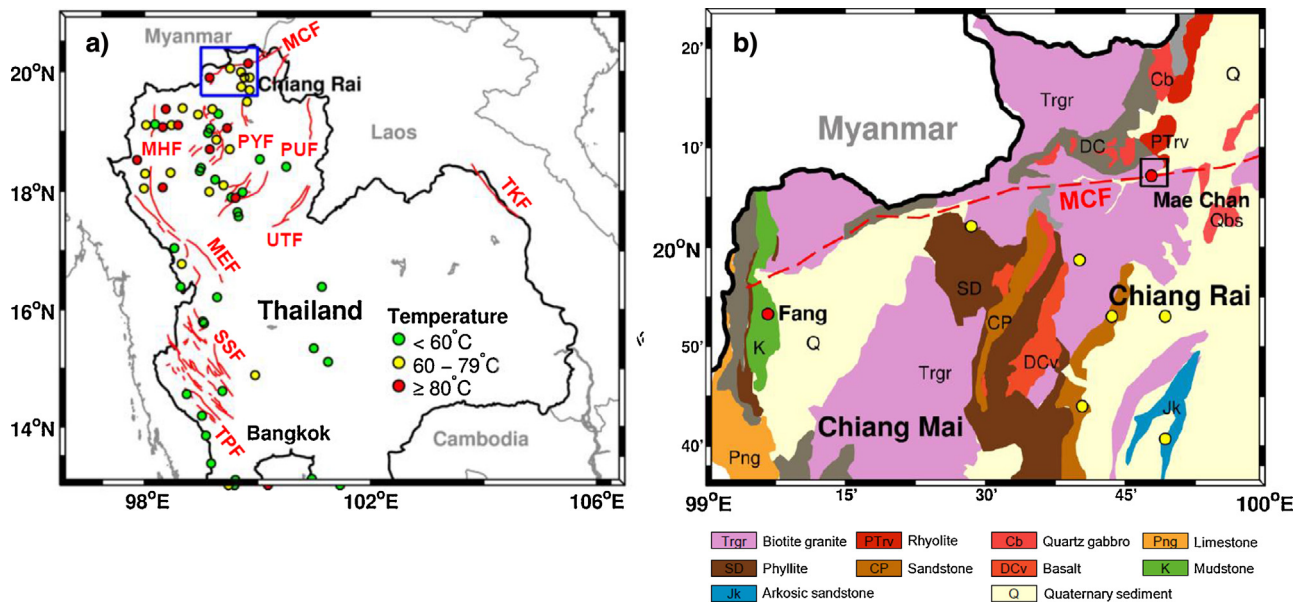 a)
Myanmar
MCF
20°N
Chiang Rai
Laos
MHF
PYF
PUF
TKF
18°N
UTF
MEF
16°N
Thailand
Temperature
< 60°C
60 – 79°C
≥ 80°C
SSF
14°N
TPF
Bangkok
Cambodia
98°E
102°E
106°E
b)
20'
Trgr
Cb
Q
Myanmar
10'
DC
PTrv
MCF
Mae Chan
Qbs
20°N
SD
Chiang Rai
Fang
CP
K
Q
50'
Trgr
DCv
Chiang Mai
Jk
40'
Png
99°E
15'
30'
45'
100°E
Trgr Biotite granite PTrv Rhyolite Cb Quartz gabbro Png Limestone
SD Phyllite CP Sandstone DCv Basalt K Mudstone
Jk Arkosic sandstone Q Quaternary sediment